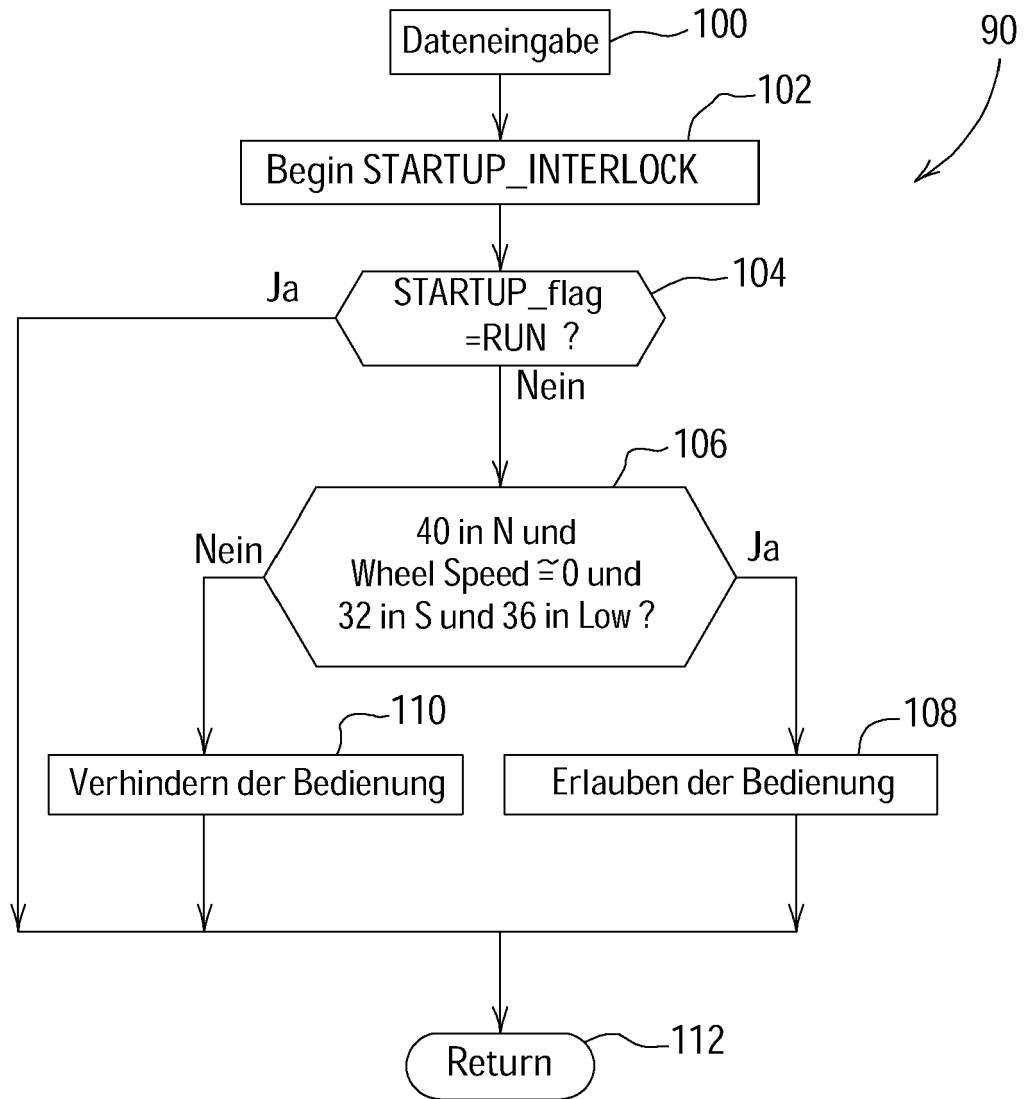 Dateneingabe
100
90
102
Begin STARTUP_INTERLOCK
104
Ja
STARTUP_flag
=RUN ?
Nein
106
40 in N und
Nein
Ja
Wheel Speed ≅ 0 und
32 in S und 36 in Low ?
110
108
Verhindern der Bedienung
Erlauben der Bedienung
Return
112